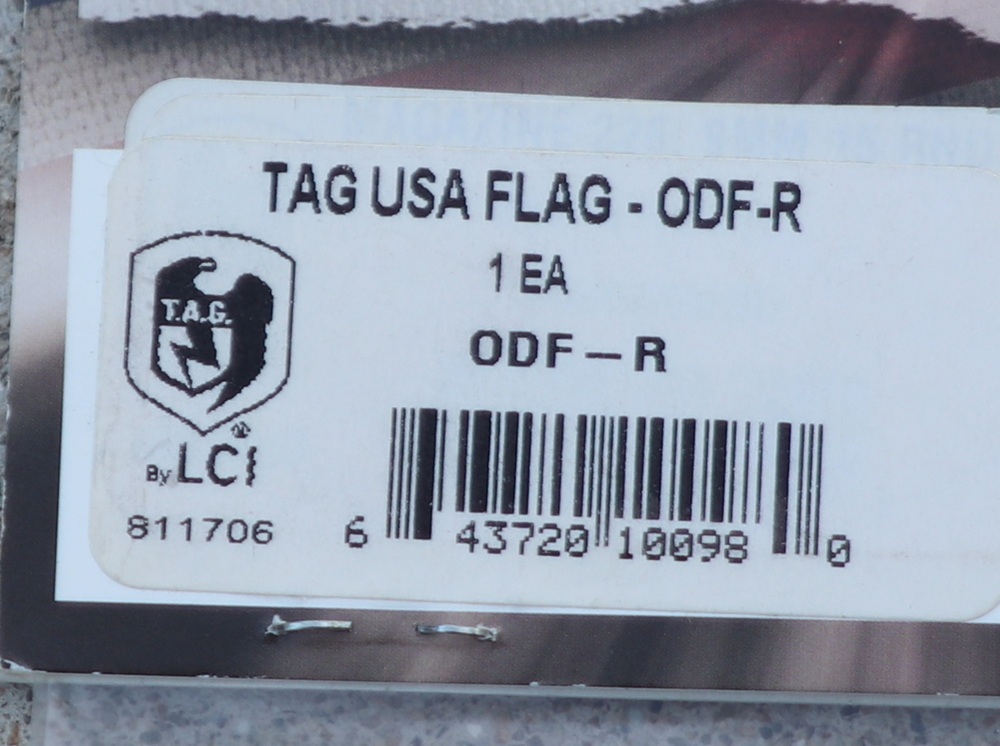 TAG USA FLAG - ODF-R
1 EA
ODF – R
T.A.G.
By LCI
811706
6 43720 10098 0